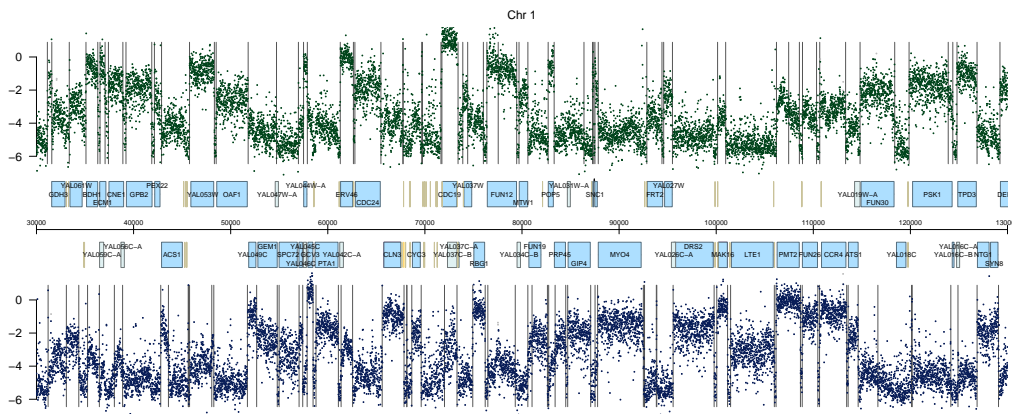 Chr 1
0
−2
−4
−6
YAL061W
PEX22
YAL044W−A
YAL037W
YAL031W−A
YAL027W
GDH3
BDH1
CNE1
GPB2
YAL053W
OAF1
YAL047W−A
ERV46
CDC19
FUN12
POP5
SNC1
FRT2
YAL019W−A
PSK1
TPD3
ECM1
CDC24
MTW1
FUN30
30000
40000
50000
60000
70000
80000
90000
100000
110000
120000
YAL056C−A
GEM1
YAL045C
YAL037C−A
FUN19
DRS2
YAL016C−A
YAL059C−A
ACS1
YAL049C
SPC72
GCV3
YAL042C−A
CLN3
CYC3
YAL037C−B
YAL034C−B
PRP45
MYO4
YAL026C−A
MAK16
LTE1
PMT2
FUN26
CCR4
ATS1
YAL018C
YAL016C−B
NTG1
YAL046C
PTA1
RBG1
GIP4
SYN8
0
−2
−4
−6